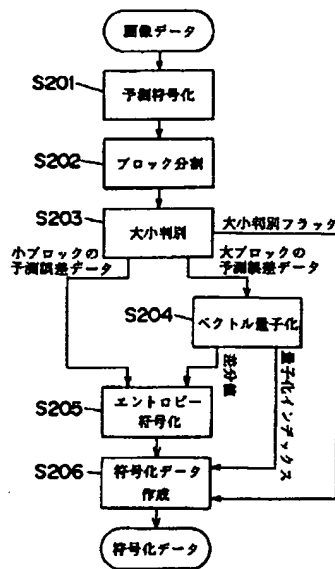 画像データ
S201
予測符号化
S202
ブロック分割
S203
大小判別
大小判別フラッグ
小ブロックの
予測誤差データ
大ブロックの
予測誤差データ
S204
ベクトル量子化
差分値
量子化インデックス
S205
エントロピー
符号化
S206
符号化データ
作成
符号化データ